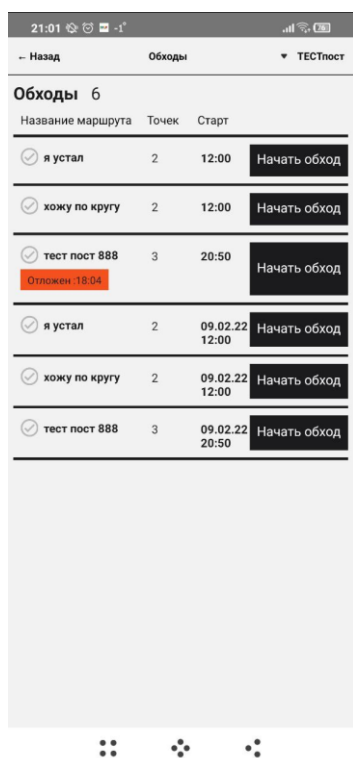 21:01 -1°
← Назад Обходы ▼ ТЕСТпост
Обходы 6
Название маршрута Точек Старт
я устал 2 12:00 Начать обход
хожу по кругу 2 12:00 Начать обход
тест пост 888 3 20:50 Начать обход
Отложен :18:04
я устал 2 09.02.22 Начать обход
12:00
хожу по кругу 2 09.02.22 Начать обход
12:00
тест пост 888 3 09.02.22 Начать обход
20:50